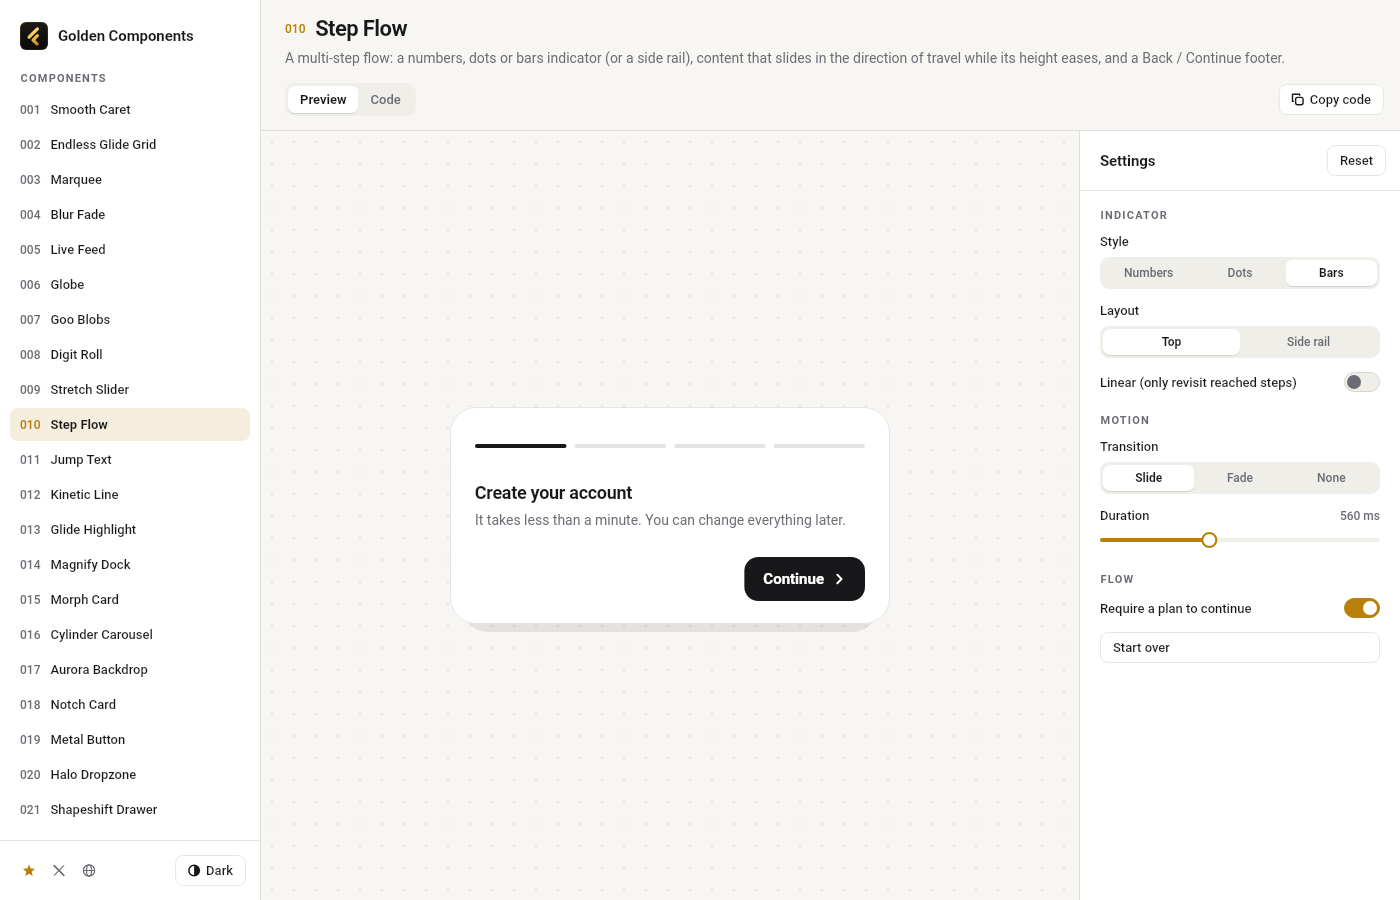 Golden Components
COMPONENTS
001 Smooth Caret
002 Endless Glide Grid
003 Marquee
004 Blur Fade
005 Live Feed
006 Globe
007 Goo Blobs
008 Digit Roll
009 Stretch Slider
010 Step Flow
011 Jump Text
012 Kinetic Line
013 Glide Highlight
014 Magnify Dock
015 Morph Card
016 Cylinder Carousel
017 Aurora Backdrop
018 Notch Card
019 Metal Button
020 Halo Dropzone
021 Shapeshift Drawer
Dark
010 Step Flow
A multi-step flow: a numbers, dots or bars indicator (or a side rail), content that slides in the direction of travel while its height eases, and a Back / Continue footer.
Preview Code
Copy code
Create your account
It takes less than a minute. You can change everything later.
Continue
Settings
Reset
INDICATOR
Style
Numbers Dots Bars
Layout
Top Side rail
Linear (only revisit reached steps)
MOTION
Transition
Slide Fade None
Duration 560 ms
FLOW
Require a plan to continue
Start over